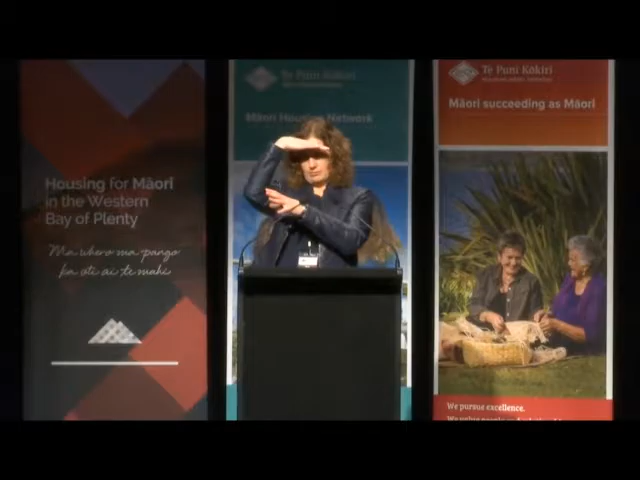 Housing for Māori
in the Western
Bay of Plenty
Ma whero ma pango
ka oti ai te mahi
Te Puni Kōkiri
Māori Housing Network
Te Puni Kōkiri
Māori succeeding as Māori
We pursue excellence.